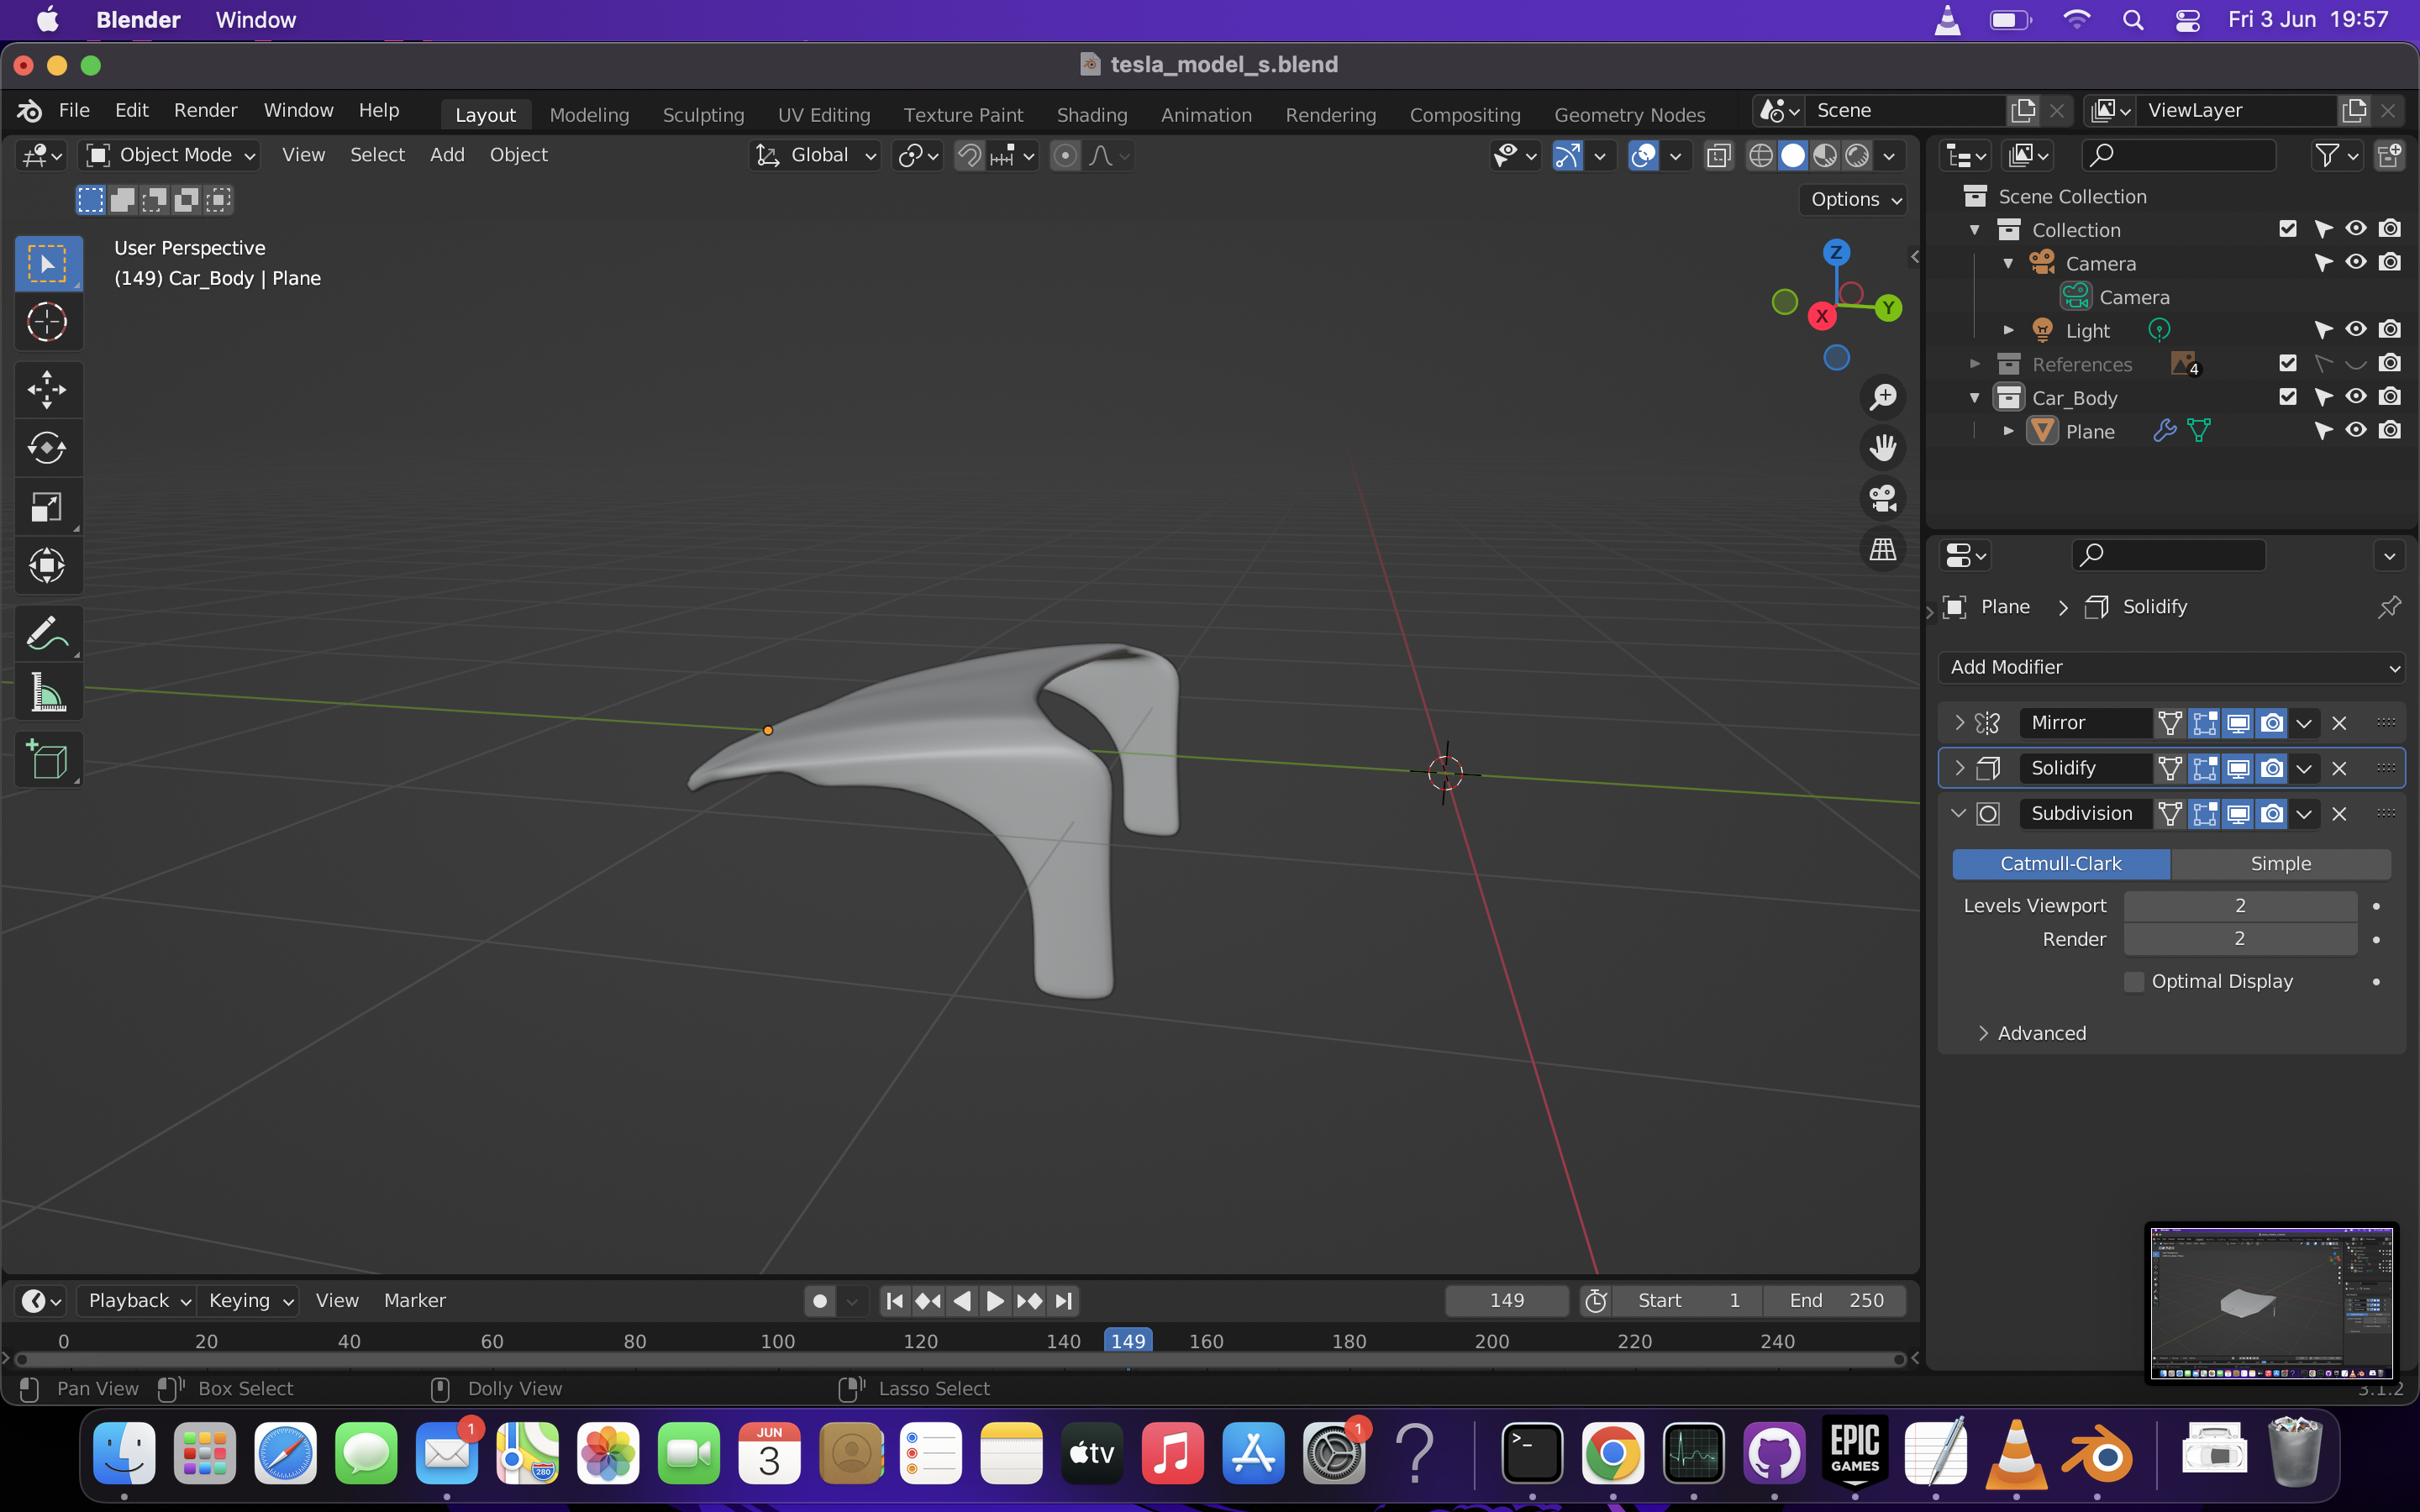 Blender Window Fri 3 Jun 19:57
tesla_model_s.blend
File Edit Render Window Help Layout Modeling Sculpting UV Editing Texture Paint Shading Animation Rendering Compositing Geometry Nodes Scene ViewLayer
Object Mode View Select Add Object Global
Options
User Perspective
(149) Car_Body | Plane
Z
Y
X
Scene Collection
Collection
Camera
Camera
Light
References 4
Car_Body
Plane
Plane Solidify
Add Modifier
Mirror
Solidify
Subdivision
Catmull-Clark Simple
Levels Viewport 2
Render 2
Optimal Display
Advanced
Playback Keying View Marker 149 Start 1 End 250
0 20 40 60 80 100 120 140 149 160 180 200 220 240
Pan View Box Select Dolly View Lasso Select 3.1.2
1 280 JUN 3 tv 1 ? >_ EPIC GAMES